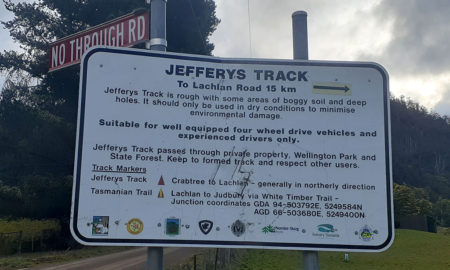 NO THROUGH RD
JEFFERYS TRACK
To Lachlan Road 15 km
Jefferys Track is rough with some areas of boggy soil and deep
holes. It should only be used in dry conditions to minimise
environmental damage.
Suitable for well equipped four wheel drive vehicles and
experienced drivers only.
Jefferys Track passes through private property, Wellington Park and
State Forest. Keep to formed track and respect other users.
Track Markers
Jefferys Track Crabtree to Lachlan - generally in northerly direction
Tasmanian Trail Lachlan to Judbury via White Timber Trail -
Junction coordinates GDA 94-503792E, 5249584N
AGD 66-503680E, 5249400N